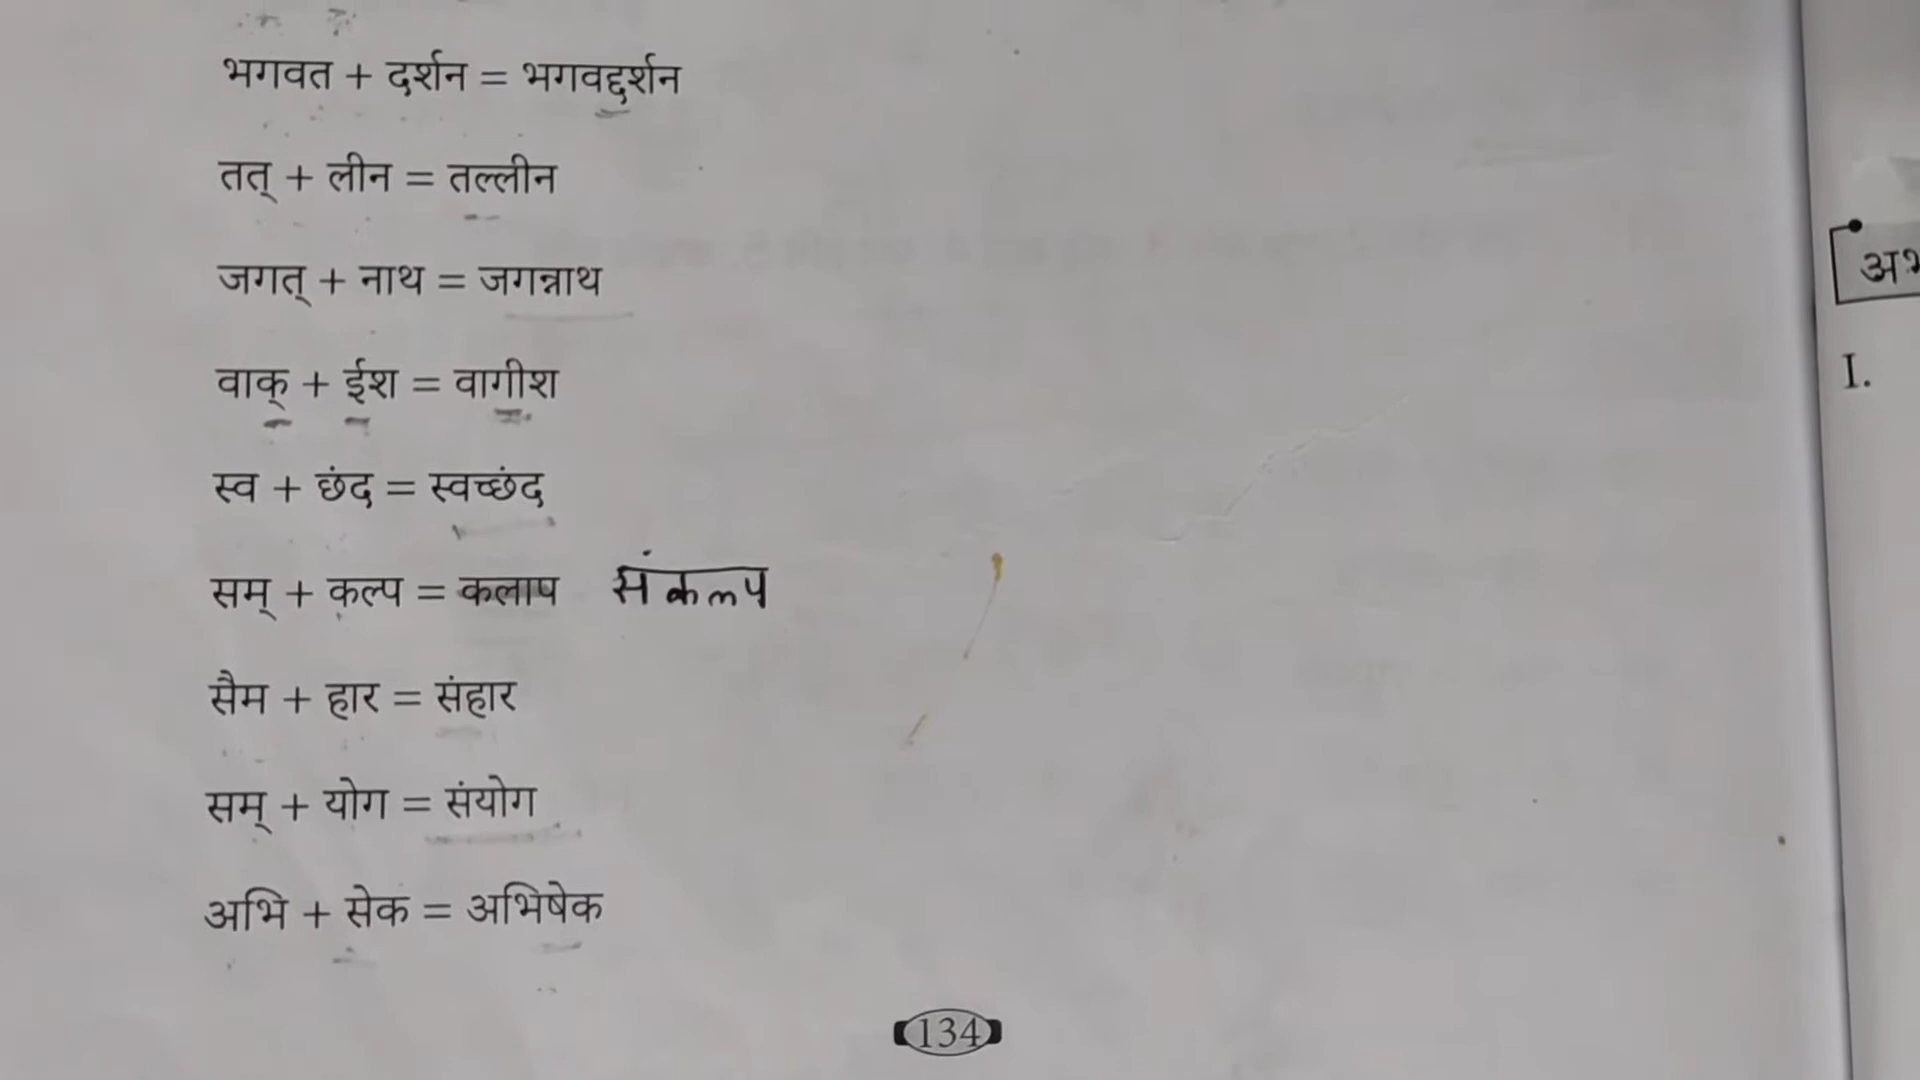 भगवत + दर्शन = भगवद्दर्शन
तत् + लीन = तल्लीन
जगत् + नाथ = जगन्नाथ
वाक् + ईश = वागीश
स्व + छंद = स्वच्छंद
सम् + कल्प = कलाप संकल्प
सैम + हार = संहार
सम् + योग = संयोग
अभि + सेक = अभिषेक
134
I.